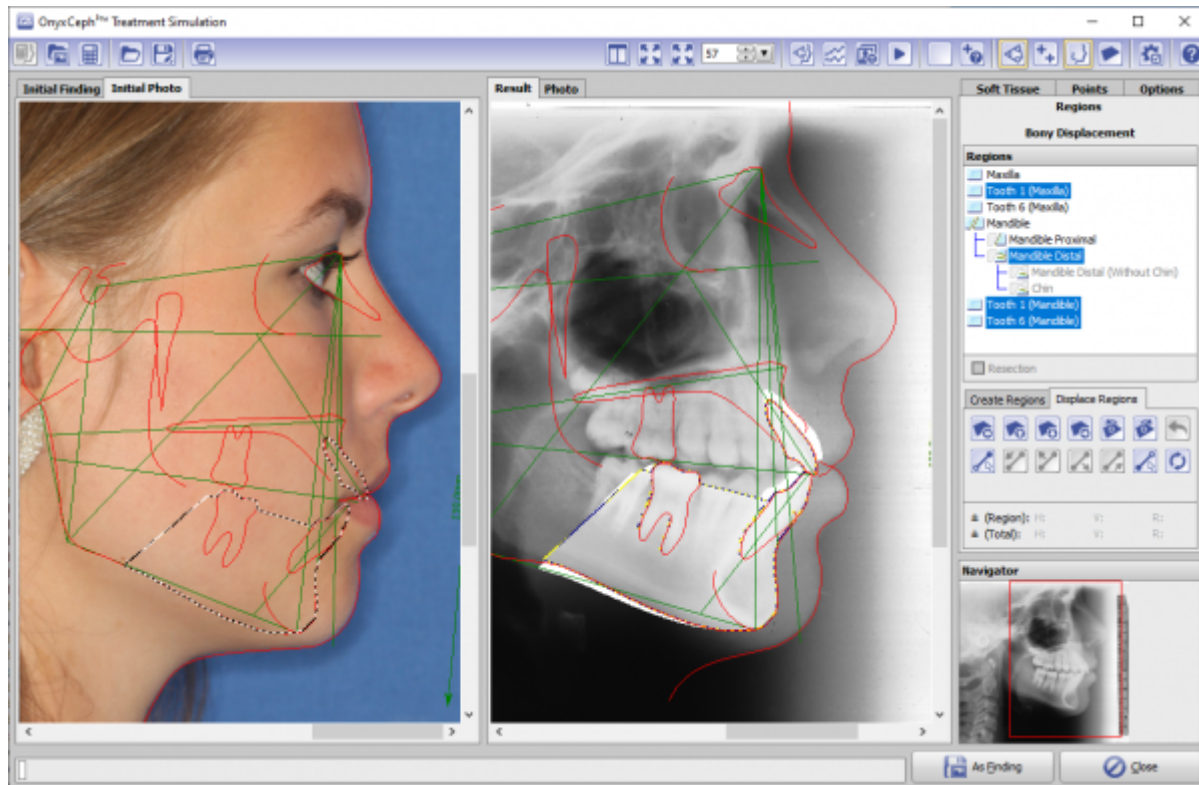 OnyxCeph³™ Treatment Simulation
57
Initial Finding Initial Photo
Result Photo
Soft Tissue Points Options
Regions
Bony Displacement
Regions
Maxilla
Tooth 1 (Maxilla)
Tooth 6 (Maxilla)
Mandible
Mandible Proximal
Mandible Distal
Mandible Distal (Without Chin)
Chin
Tooth 1 (Mandible)
Tooth 6 (Mandible)
Resection
Create Regions Displace Regions
(Region): H: V: R:
(Total): H: V: R:
Navigator
As Finding Close